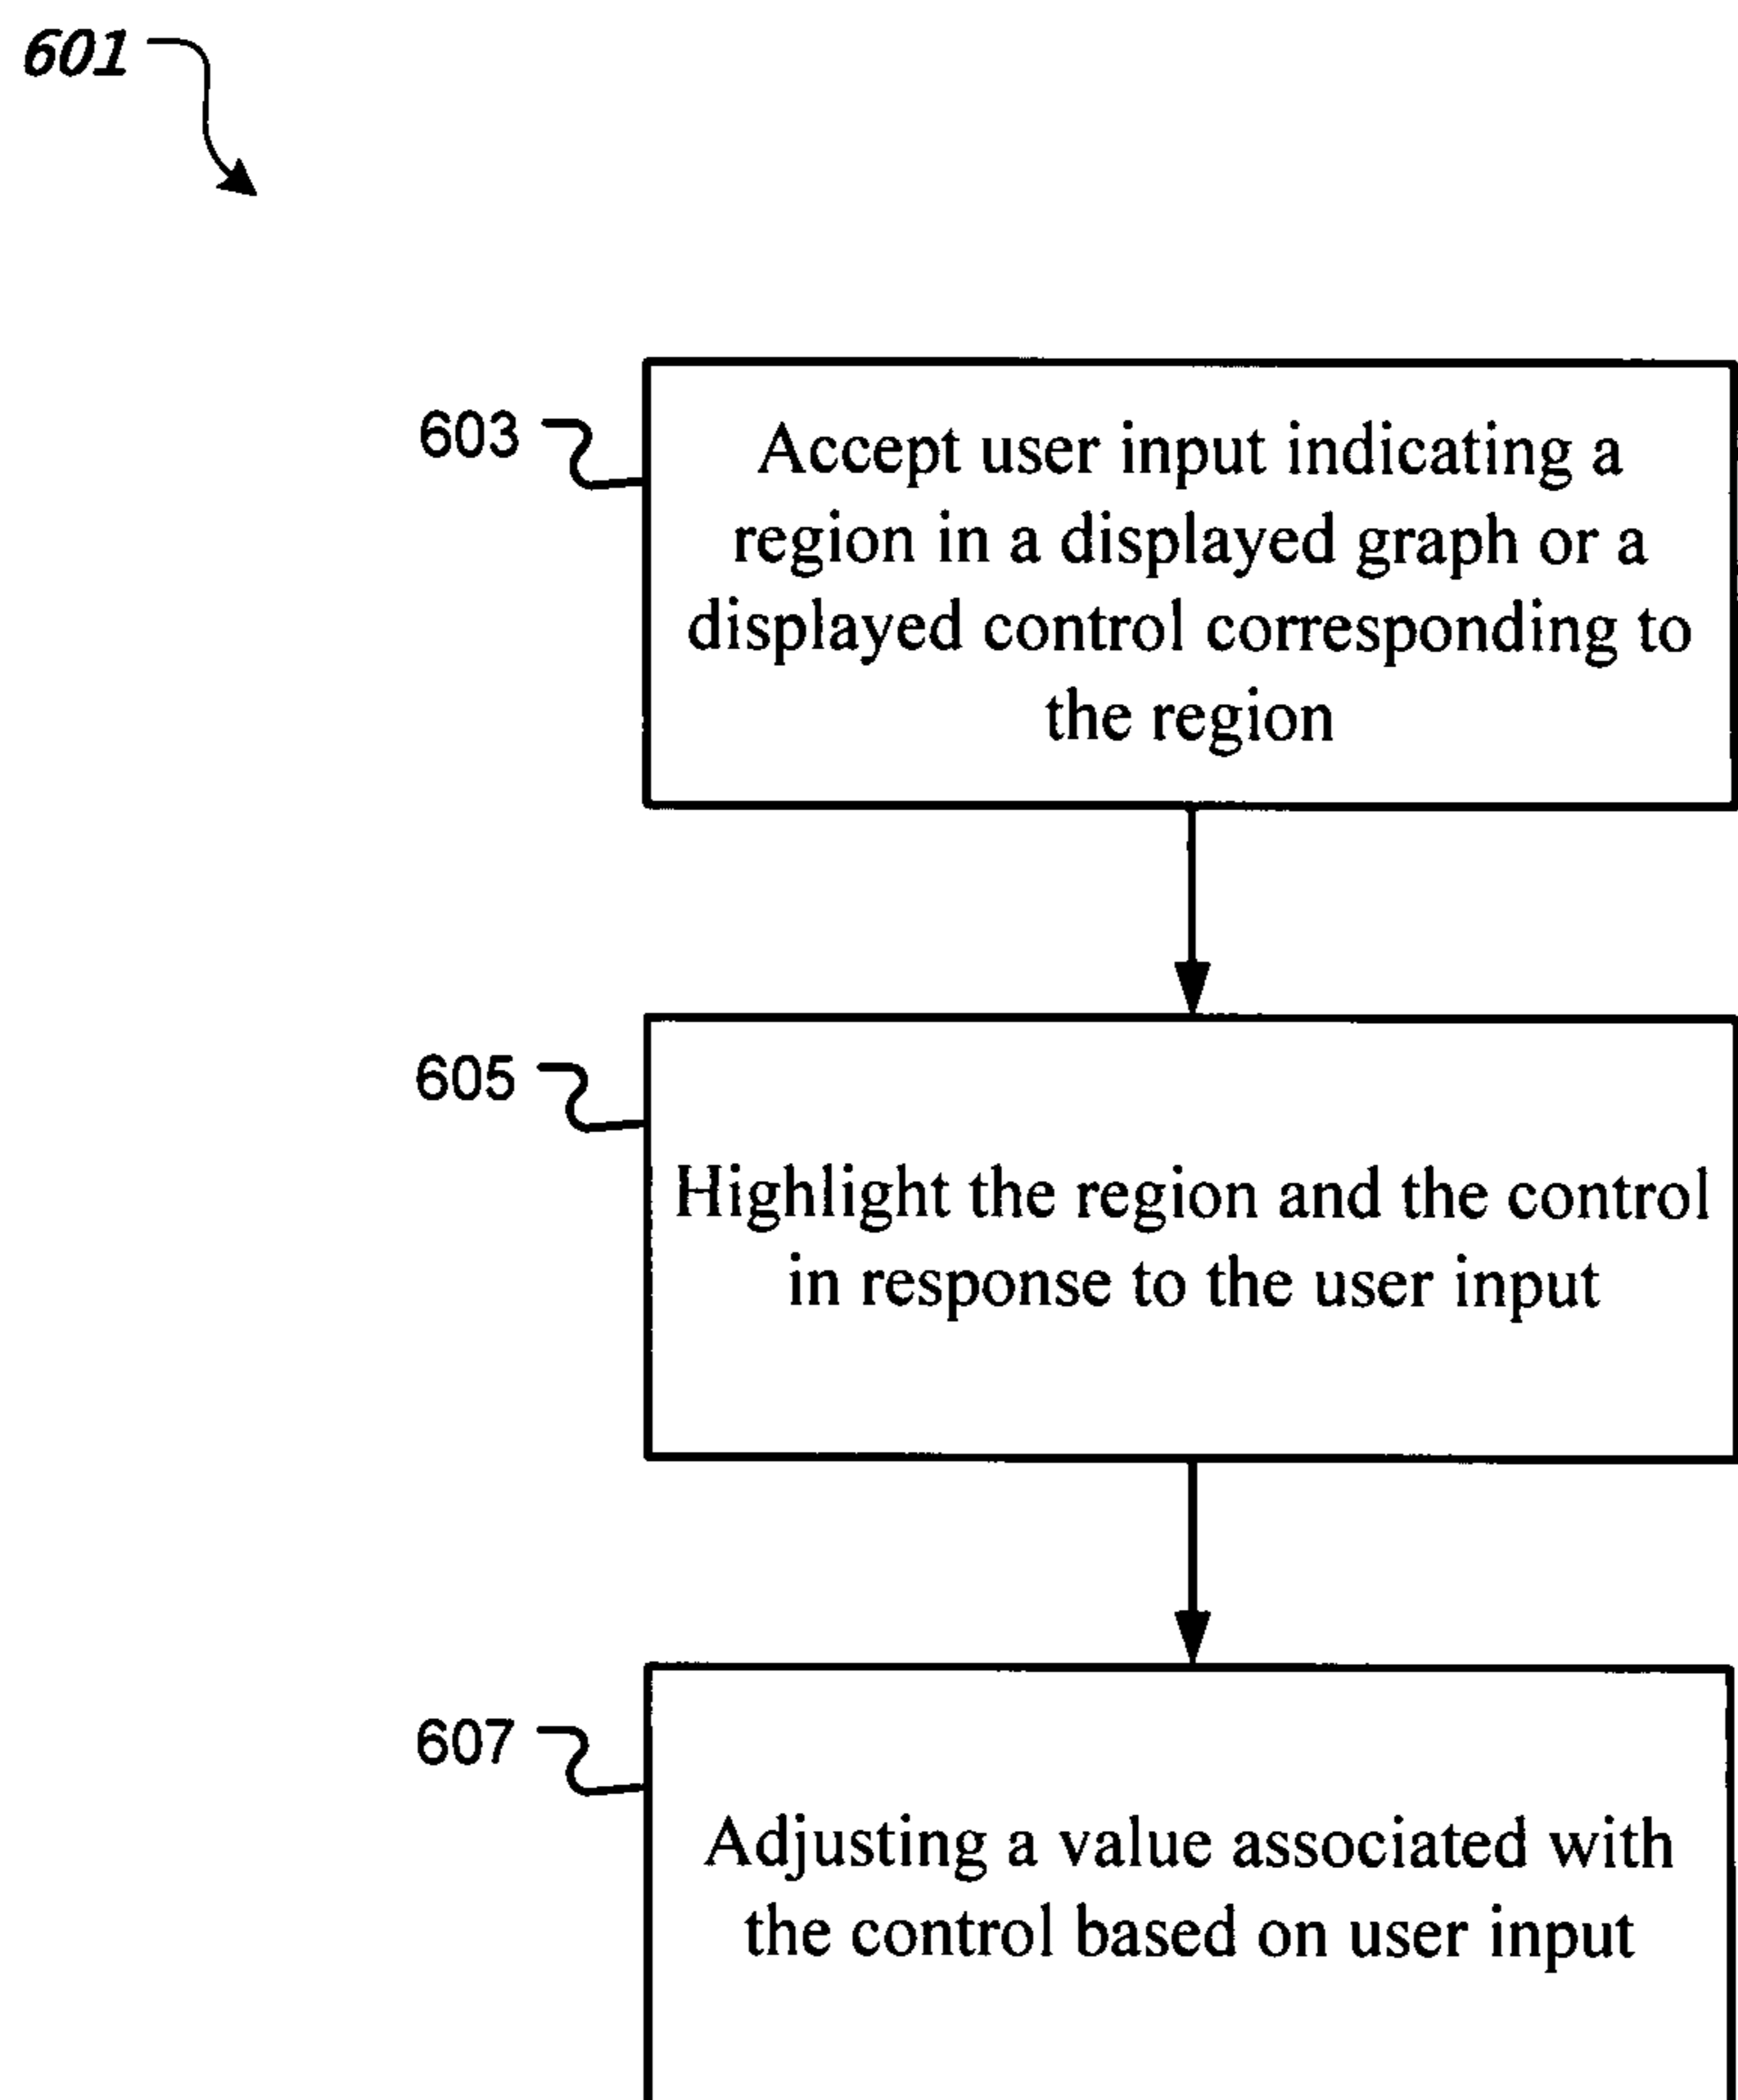 601
603
Accept user input indicating a
region in a displayed graph or a
displayed control corresponding to
the region
605
Highlight the region and the control
in response to the user input
607
Adjusting a value associated with
the control based on user input